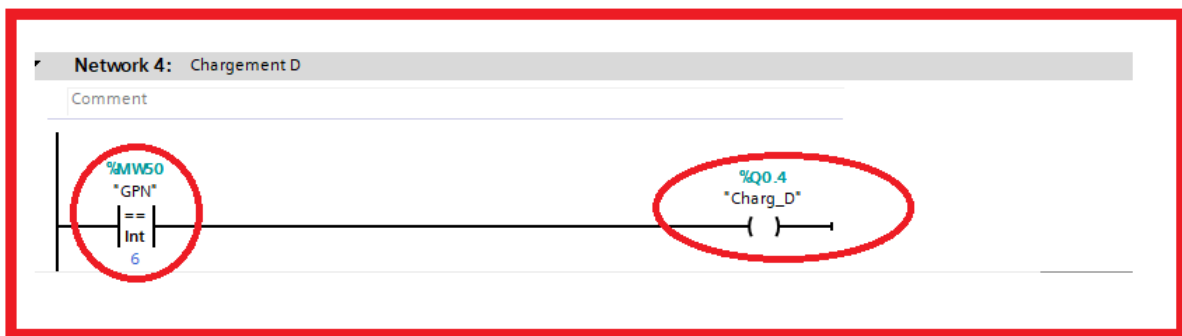 Network 4: Chargement D
Comment
%MW50
"GPN"
==
Int
6
%Q0.4
"Charg_D"
( )